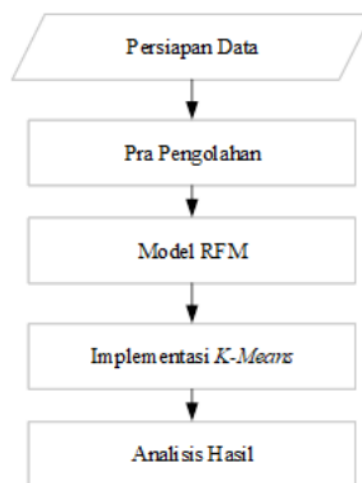 Persiapan Data
Pra Pengolahan
Model RFM
Implementasi K-Means
Analisis Hasil